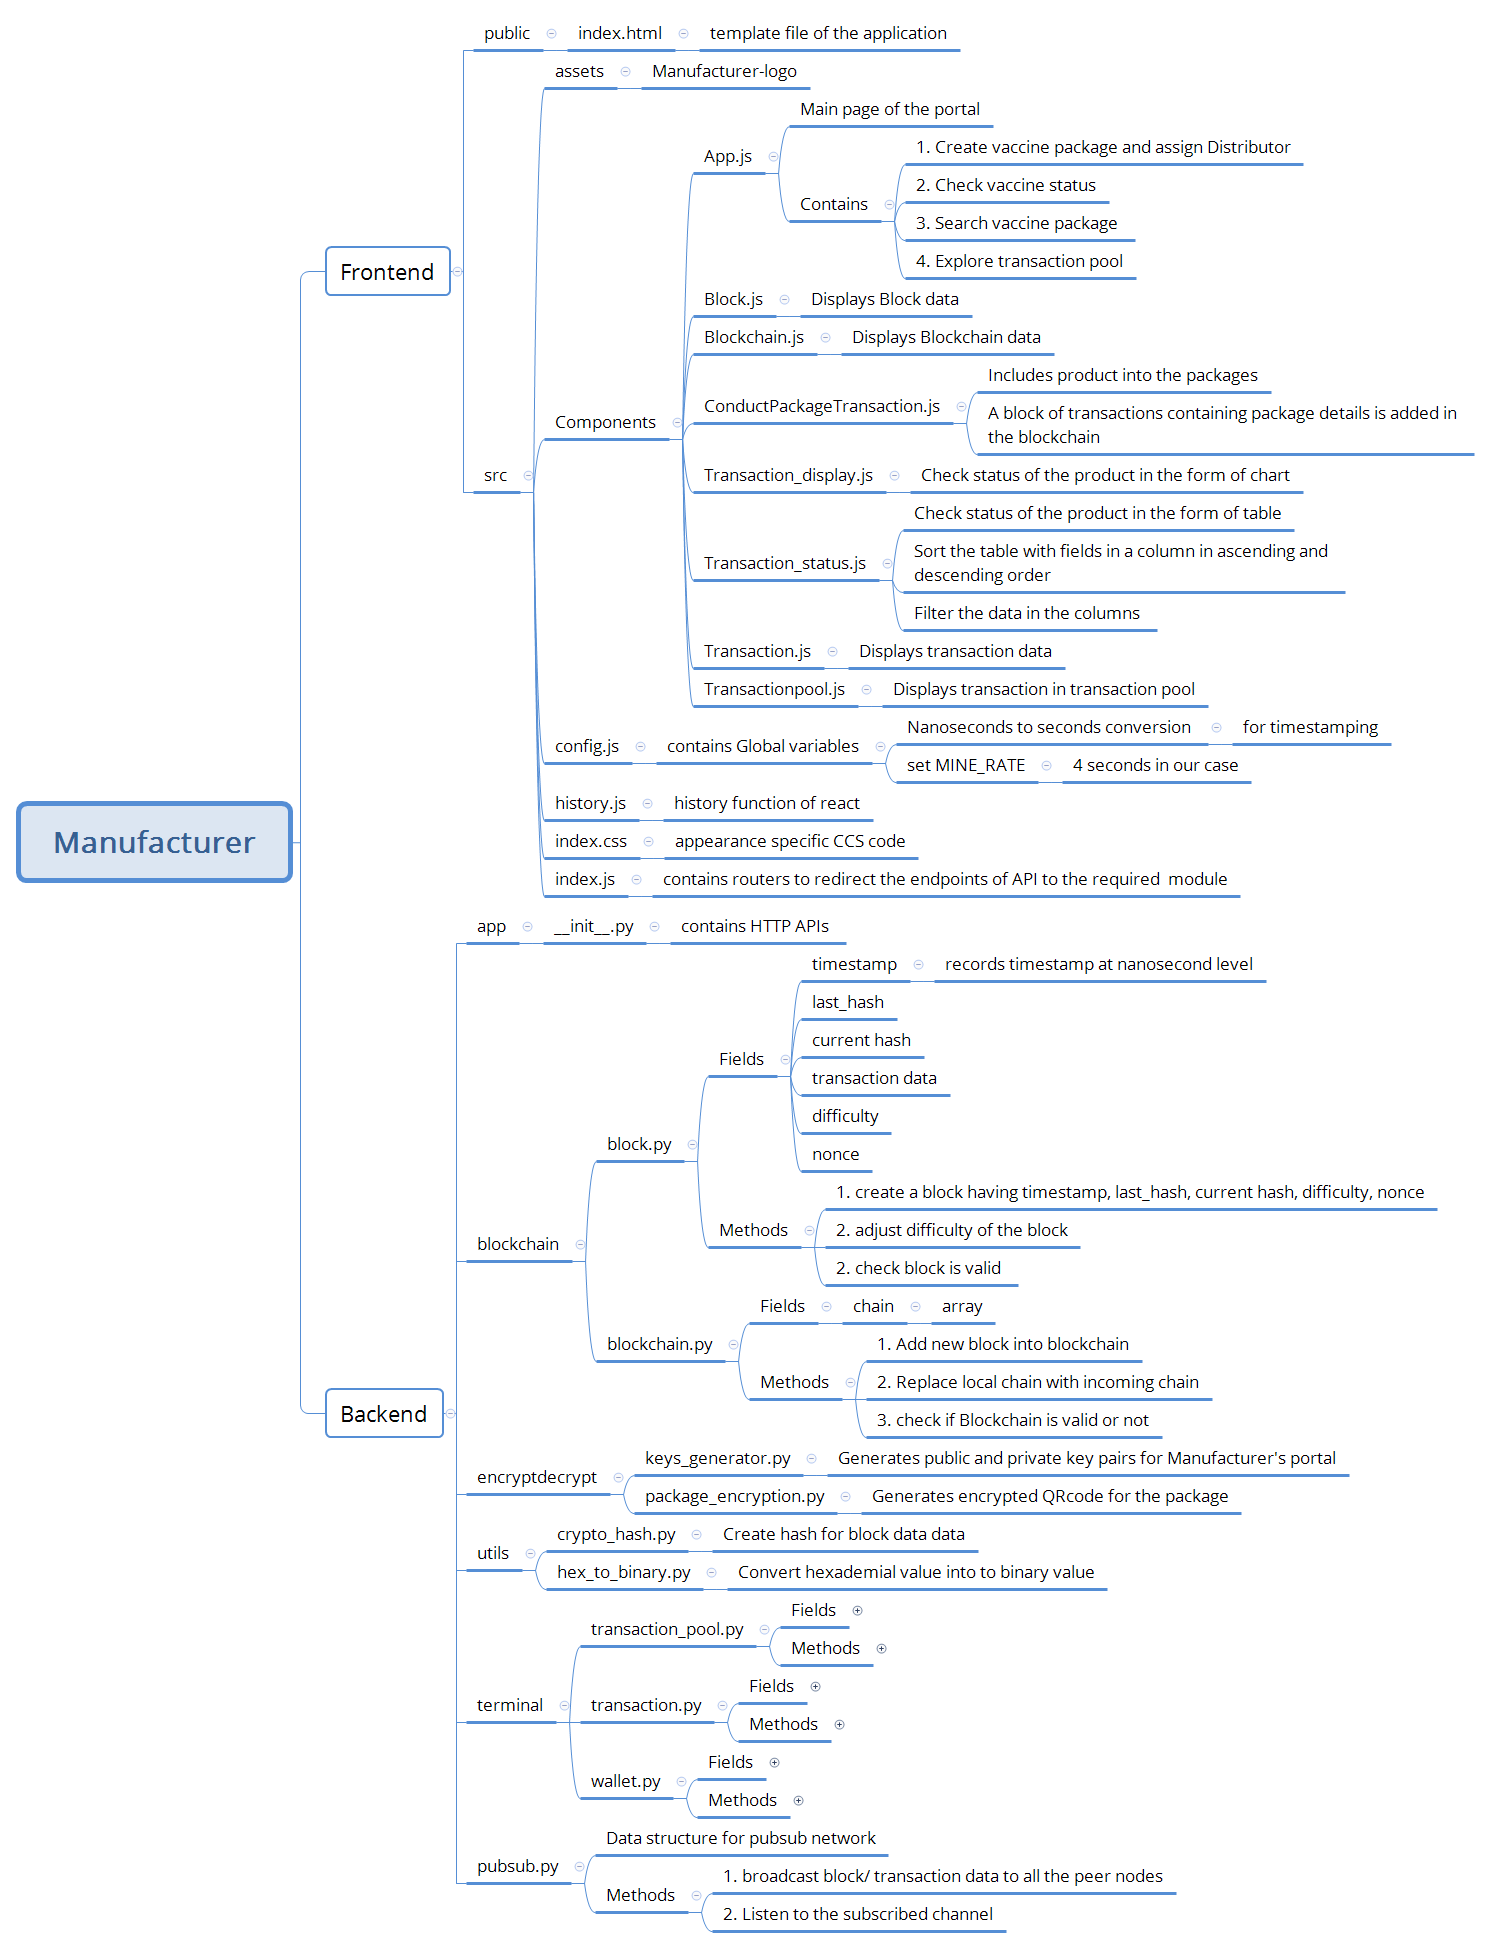 public
index.html
template file of the application
assets
Manufacturer-logo
Main page of the portal
App.js
Contains
1. Create vaccine package and assign Distributor
2. Check vaccine status
3. Search vaccine package
4. Explore transaction pool
Frontend
Block.js
Displays Block data
Blockchain.js
Displays Blockchain data
Components
ConductPackageTransaction.js
Includes product into the packages
A block of transactions containing package details is added in
the blockchain
src
Transaction_display.js
Check status of the product in the form of chart
Transaction_status.js
Check status of the product in the form of table
Sort the table with fields in a column in ascending and
descending order
Filter the data in the columns
Transaction.js
Displays transaction data
Transactionpool.js
Displays transaction in transaction pool
config.js
contains Global variables
Nanoseconds to seconds conversion
for timestamping
set MINE_RATE
4 seconds in our case
history.js
history function of react
index.css
appearance specific CCS code
index.js
contains routers to redirect the endpoints of API to the required  module
Manufacturer
app
__init__.py
contains HTTP APIs
timestamp
records timestamp at nanosecond level
last_hash
current hash
Fields
transaction data
difficulty
nonce
block.py
Methods
1. create a block having timestamp, last_hash, current hash, difficulty, nonce
2. adjust difficulty of the block
2. check block is valid
blockchain
blockchain.py
Fields
chain
array
Methods
1. Add new block into blockchain
2. Replace local chain with incoming chain
3. check if Blockchain is valid or not
Backend
encryptdecrypt
keys_generator.py
Generates public and private key pairs for Manufacturer's portal
package_encryption.py
Generates encrypted QRcode for the package
utils
crypto_hash.py
Create hash for block data data
hex_to_binary.py
Convert hexademial value into to binary value
terminal
transaction_pool.py
Fields
Methods
transaction.py
Fields
Methods
wallet.py
Fields
Methods
pubsub.py
Data structure for pubsub network
Methods
1. broadcast block/ transaction data to all the peer nodes
2. Listen to the subscribed channel